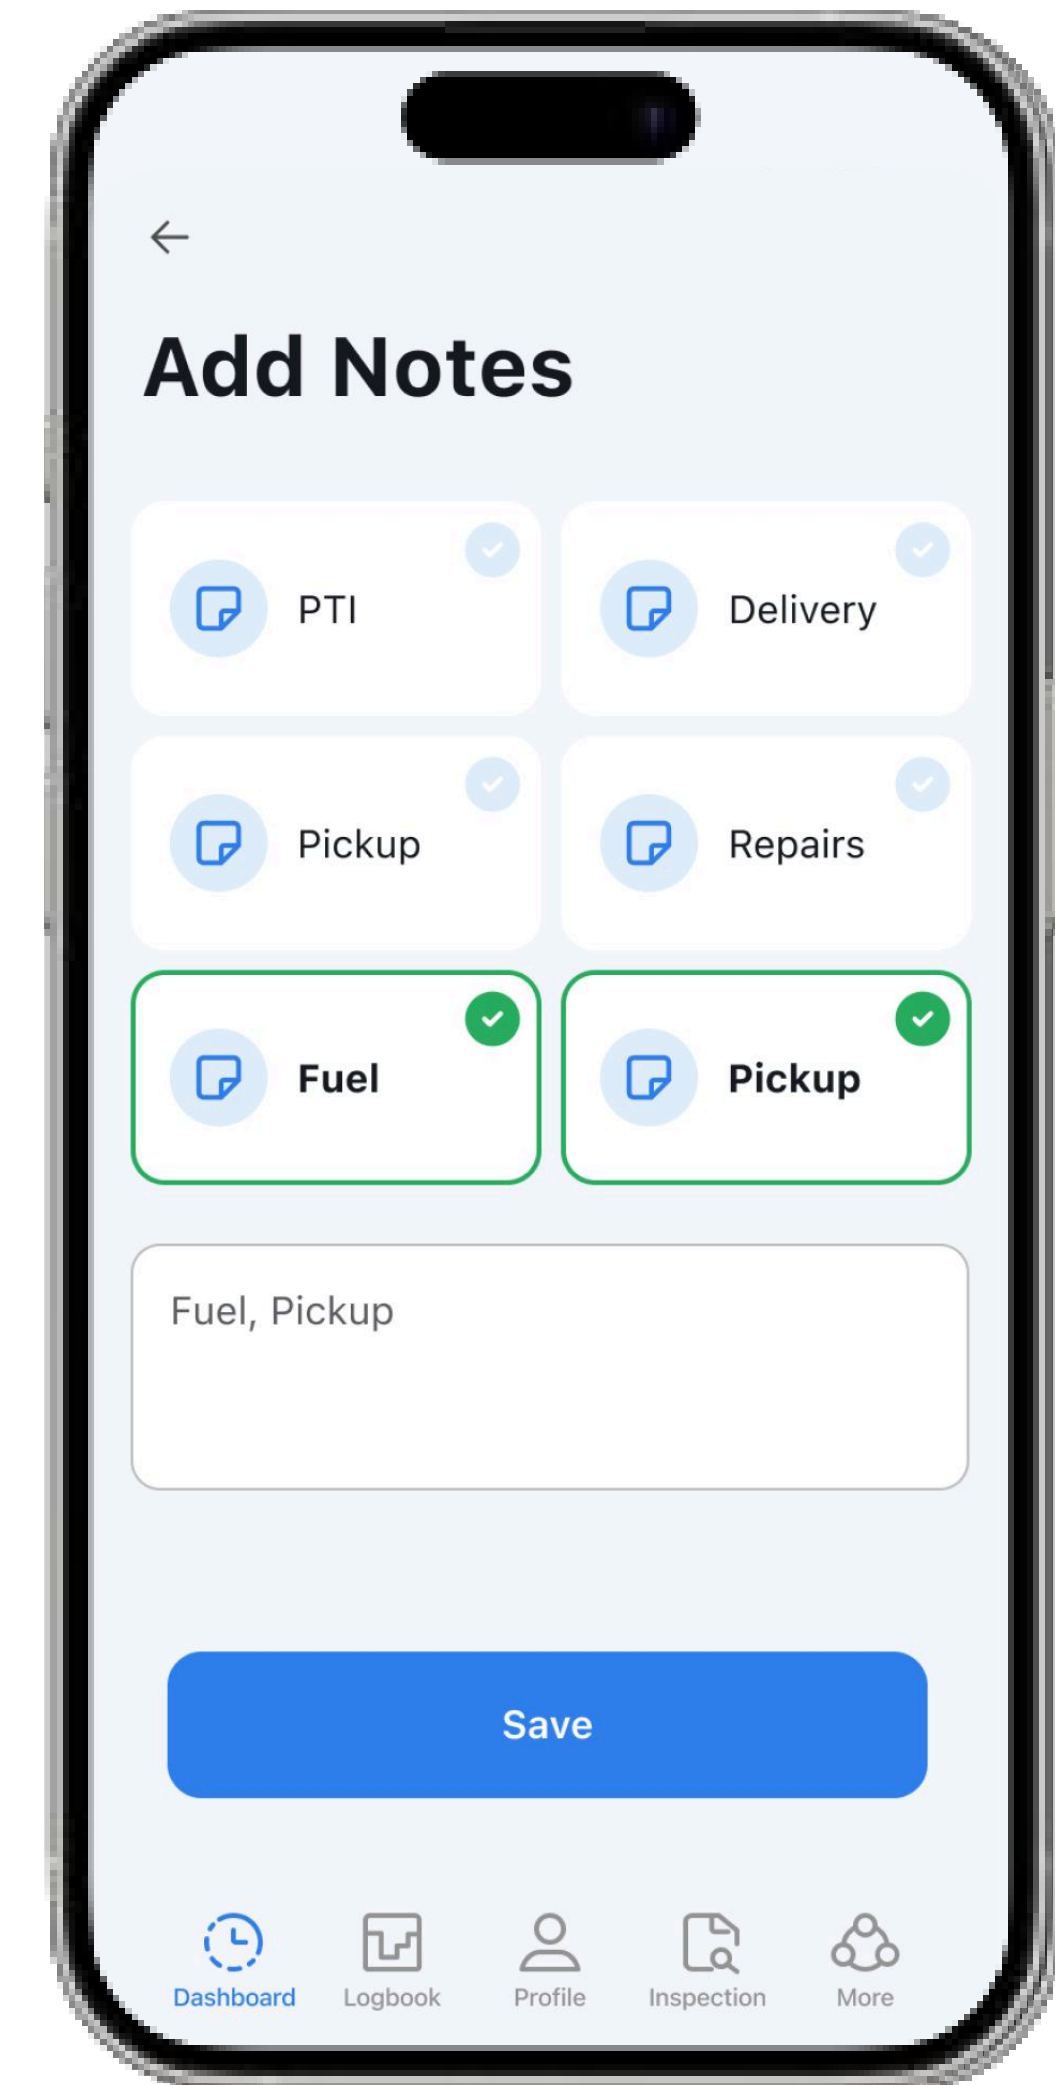 Add Notes
PTI
Delivery
Pickup
Repairs
Fuel
Pickup
Fuel, Pickup
Save
Dashboard
Logbook
Profile
Inspection
More